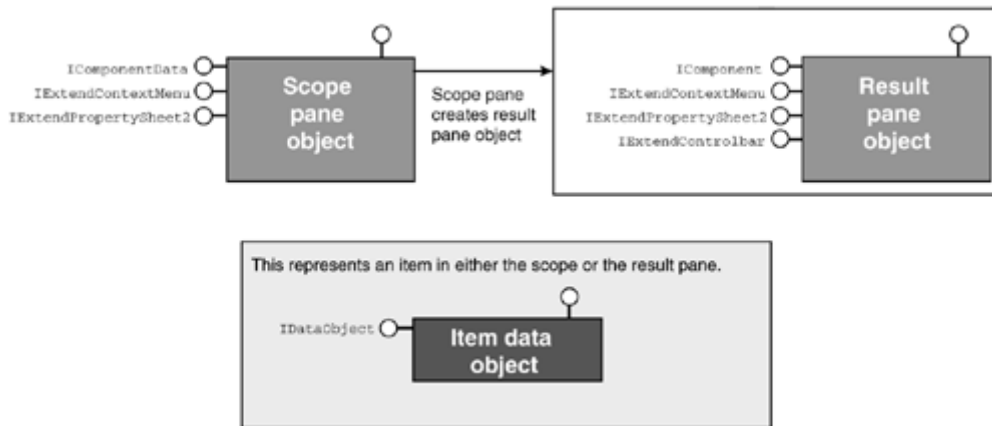 IComponentData
IExtendContextMenu
IExtendPropertySheet2
Scope
pane
object
Scope pane
creates result
pane object
IComponent
IExtendContextMenu
IExtendPropertySheet2
IExtendControlbar
Result
pane
object
This represents an item in either the scope or the result pane.
IDataObject
Item data
object